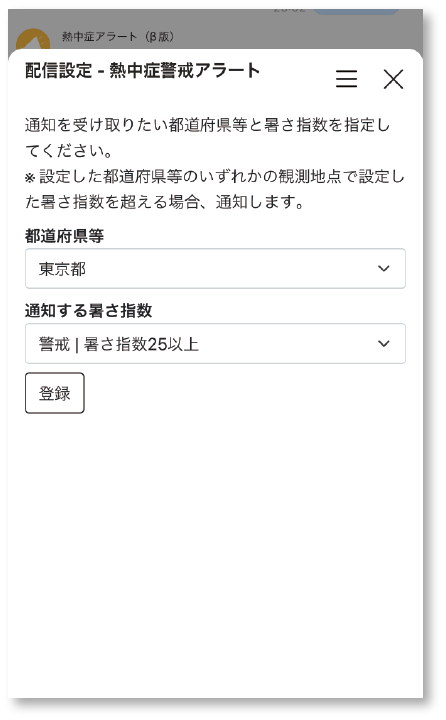 熱中症アラート（β版）
配信設定 - 熱中症警戒アラート
通知を受け取りたい都道府県等と暑さ指数を指定し
てください。
※ 設定した都道府県等のいずれかの観測地点で設定し
た暑さ指数を超える場合、通知します。
都道府県等
東京都
通知する暑さ指数
警戒 | 暑さ指数25以上
登録